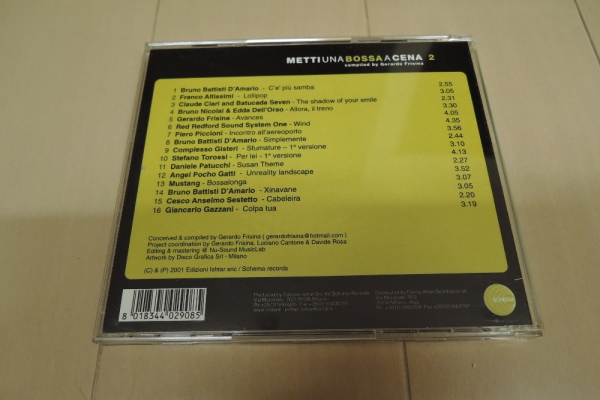 METTIUNABOSSAACENA 2
compiled by Gerardo Frisina
1 Bruno Battisti D'Amario - C'e' più samba 2.55
2 Franco Altissimi - Lollipop 3.05
3 Claude Ciari and Batucada Seven - The shadow of your smile 2.31
4 Bruno Nicolai & Edda Dell'Orso - Allora, il treno 3.30
5 Gerardo Frisina - Avances 4.05
6 Red Redford Sound System One - Wind 4.35
7 Piero Piccioni - Incontro all'aereoporto 3.56
8 Bruno Battisti D'Amario - Simplemente 2.44
9 Complesso Gisteri - Sfumature - 1ª versione 3.10
10 Stefano Torossi - Per lei - 1ª versione 4.13
11 Daniele Patucchi - Susan Theme 2.27
12 Angel Pocho Gatti - Unreality landscape 3.52
13 Mustang - Bossalonga 3.07
14 Bruno Battisti D'Amario - Xinavane 3.05
15 Cesco Anselmo Sestetto - Cabeleira 2.20
16 Giancarlo Gazzani - Colpa tua 3.19
Conceived & compiled by Gerardo Frisina ( gerardofrisina@hotmail.com )
Project coordination by Gerardo Frisina, Luciano Cantone & Davide Rosa
Editing & mastering @ Nu-Sound MusicLab
Artwork by Disco Grafica Srl - Milano
(C) & (P) 2001 Edizioni Ishtar snc / Schema records
8 018344 029085
SCHEMA